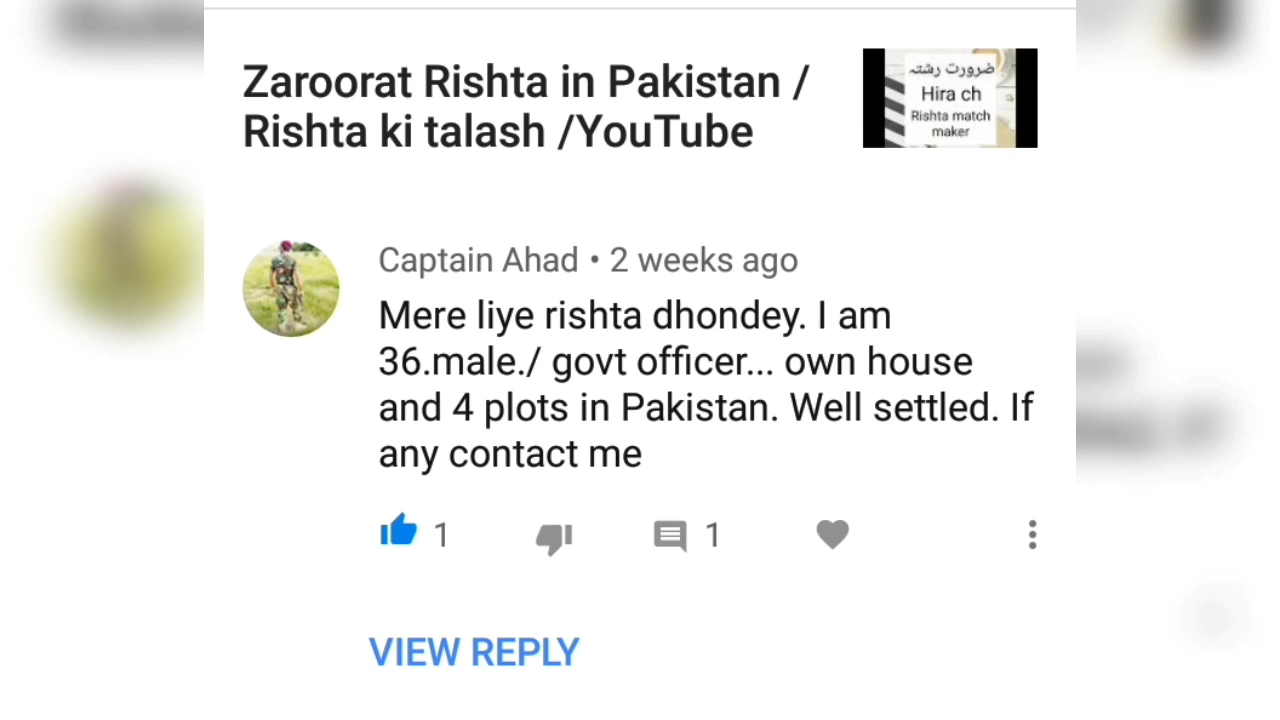 Zaroorat Rishta in Pakistan /
Rishta ki talash /YouTube
ضرورت رشتہ
Hira ch
Rishta match
maker
Captain Ahad • 2 weeks ago
Mere liye rishta dhondey. I am
36.male./ govt officer... own house
and 4 plots in Pakistan. Well settled. If
any contact me
1
1
VIEW REPLY